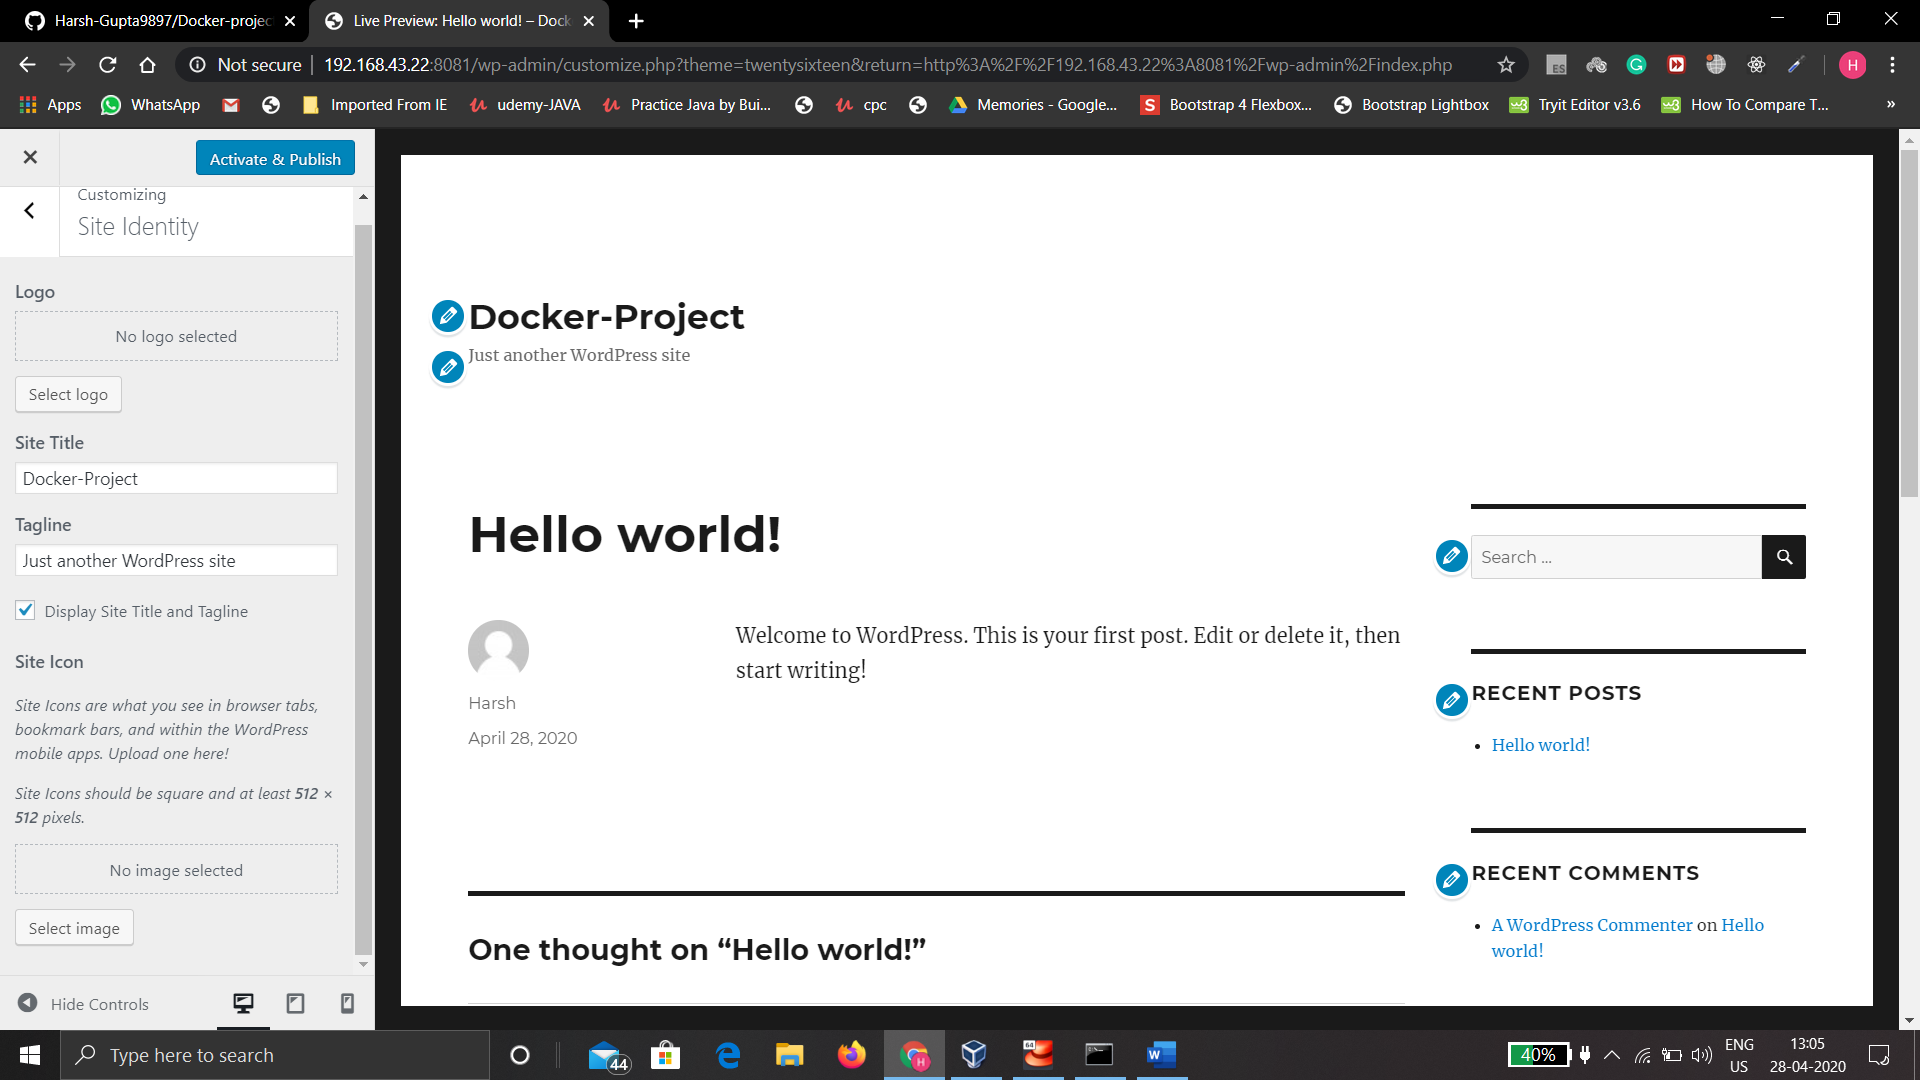 Harsh-Gupta9897/Docker-projec
Live Preview: Hello world! – Dock
Not secure
192.168.43.22:8081/wp-admin/customize.php?theme=twentysixteen&return=http%3A%2F%2F192.168.43.22%3A8081%2Fwp-admin%2Findex.php
ES
H
Apps
WhatsApp
Imported From IE
udemy-JAVA
Practice Java by Bui...
cpc
Memories - Google...
S
Bootstrap 4 Flexbox...
Bootstrap Lightbox
Tryit Editor v3.6
How To Compare T...
»
Activate & Publish
Customizing
Site Identity
Logo
No logo selected
Select logo
Site Title
Docker-Project
Tagline
Just another WordPress site
Display Site Title and Tagline
Site Icon
Site Icons are what you see in browser tabs,
bookmark bars, and within the WordPress
mobile apps. Upload one here!
Site Icons should be square and at least 512 ×
512 pixels.
No image selected
Select image
Hide Controls
Docker-Project
Just another WordPress site
Hello world!
Harsh
April 28, 2020
Welcome to WordPress. This is your first post. Edit or delete it, then
start writing!
One thought on “Hello world!”
Search ...
RECENT POSTS
Hello world!
RECENT COMMENTS
A WordPress Commenter on Hello
world!
Type here to search
44
H
64
W
40%
ENG
US
13:05
28-04-2020